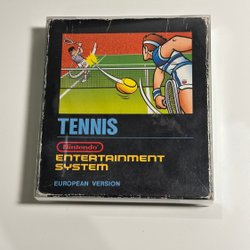 TENNIS
Nintendo
ENTERTAINMENT
SYSTEM
EUROPEAN VERSION